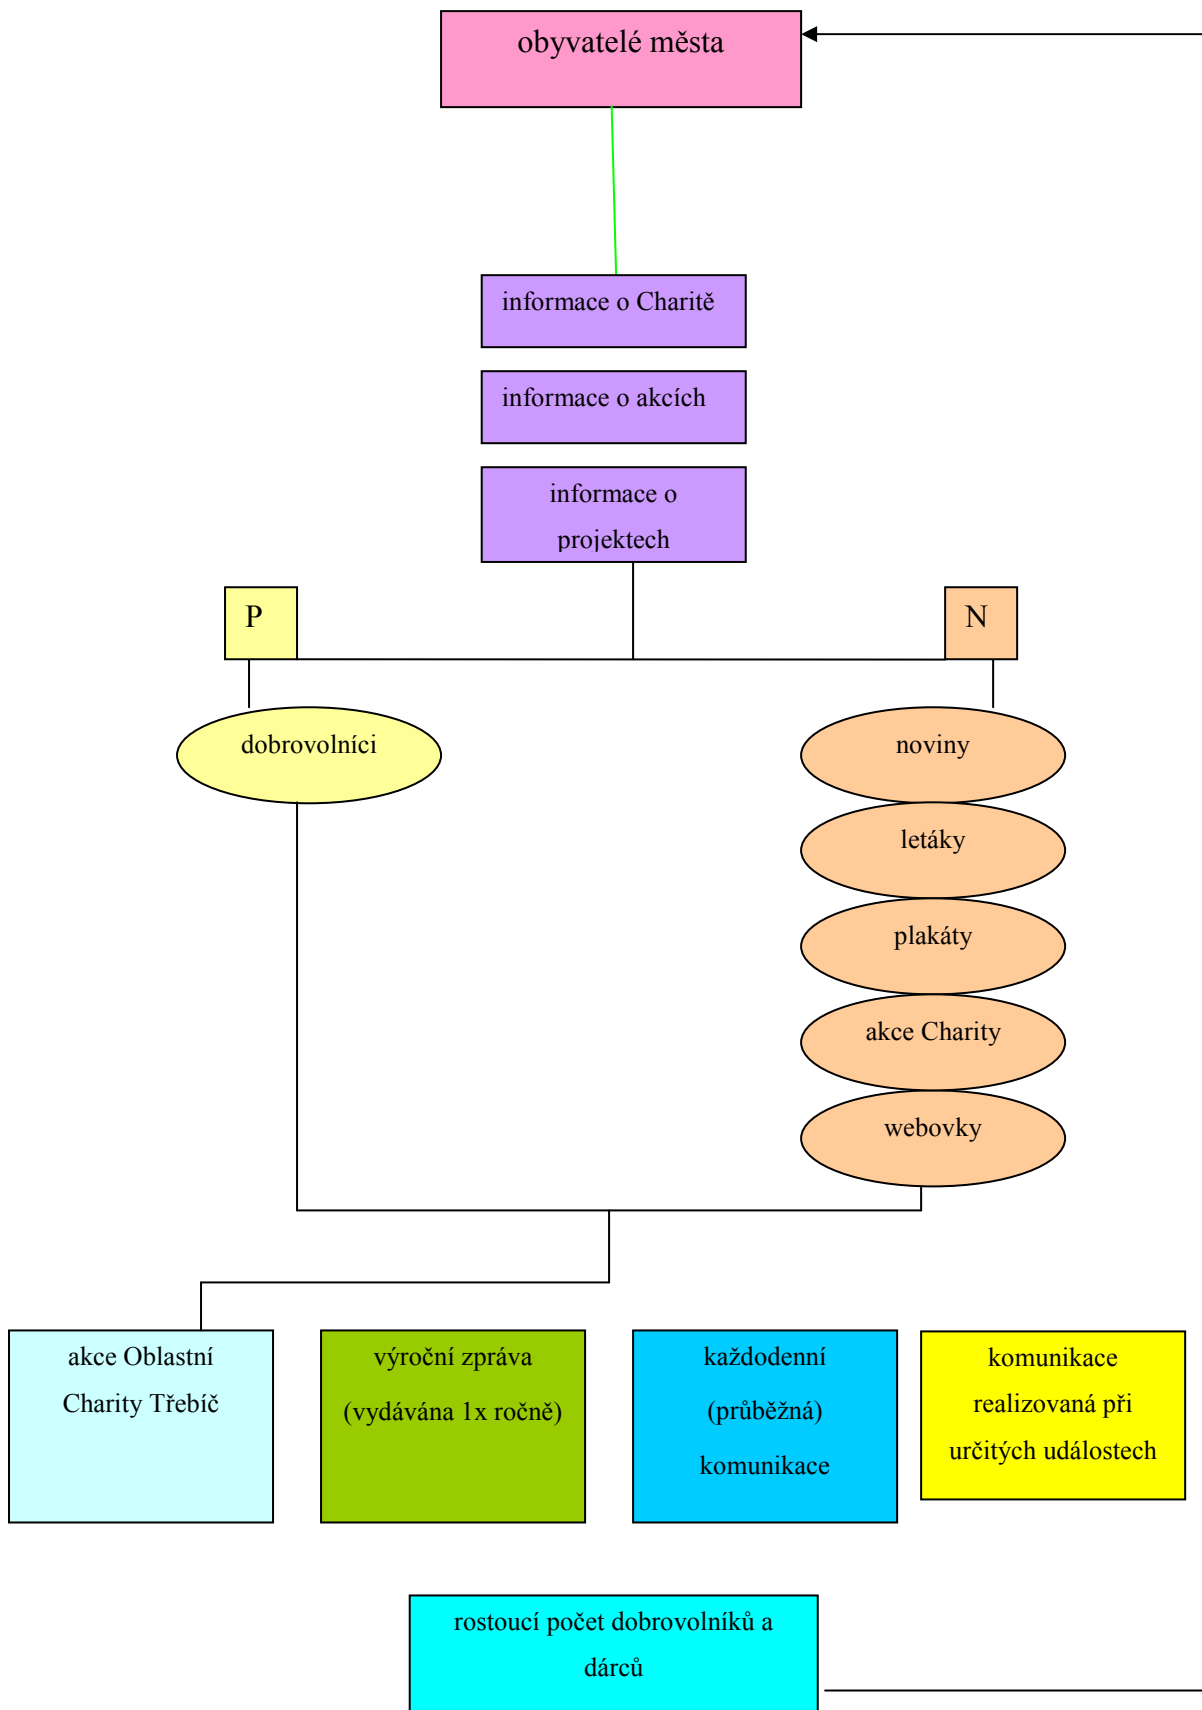 obyvatelé města
informace o Charitě
informace o akcích
informace o
projektech
P
N
dobrovolníci
noviny
letáky
plakáty
akce Charity
webovky
akce Oblastní
Charity Třebíč
výroční zpráva
(vydávána 1x ročně)
každodenní
(průběžná)
komunikace
komunikace
realizovaná při
určitých událostech
rostoucí počet dobrovolníků a
dárců